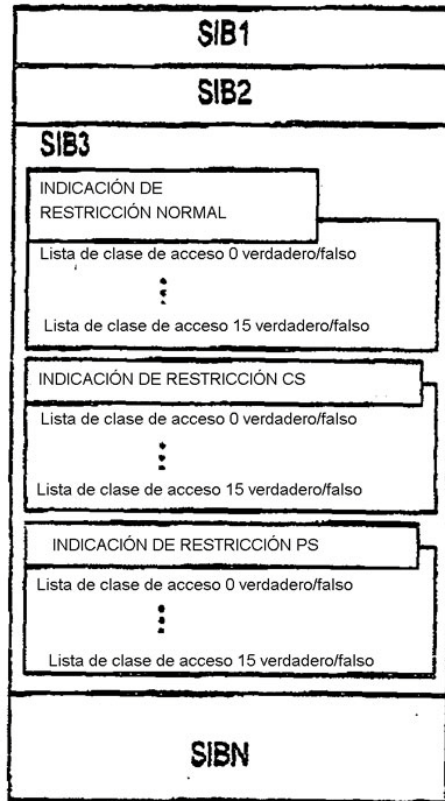 SIB1
SIB2
SIB3
INDICACIÓN DE
RESTRICCIÓN NORMAL
Lista de clase de acceso 0 verdadero/falso
Lista de clase de acceso 15 verdadero/falso
INDICACIÓN DE RESTRICCIÓN CS
Lista de clase de acceso 0 verdadero/falso
Lista de clase de acceso 15 verdadero/falso
INDICACIÓN DE RESTRICCIÓN PS
Lista de clase de acceso 0 verdadero/falso
Lista de clase de acceso 15 verdadero/falso
SIBN